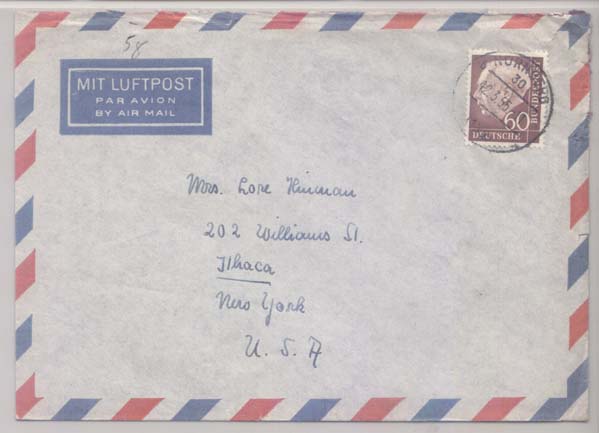 58
MIT LUFTPOST
PAR AVION
BY AIR MAIL
30
60
DEUTSCHE
BUNDESPOST
Mrs. Lore Hinman
202 Williams St.
Ithaca
New York
U. S. A